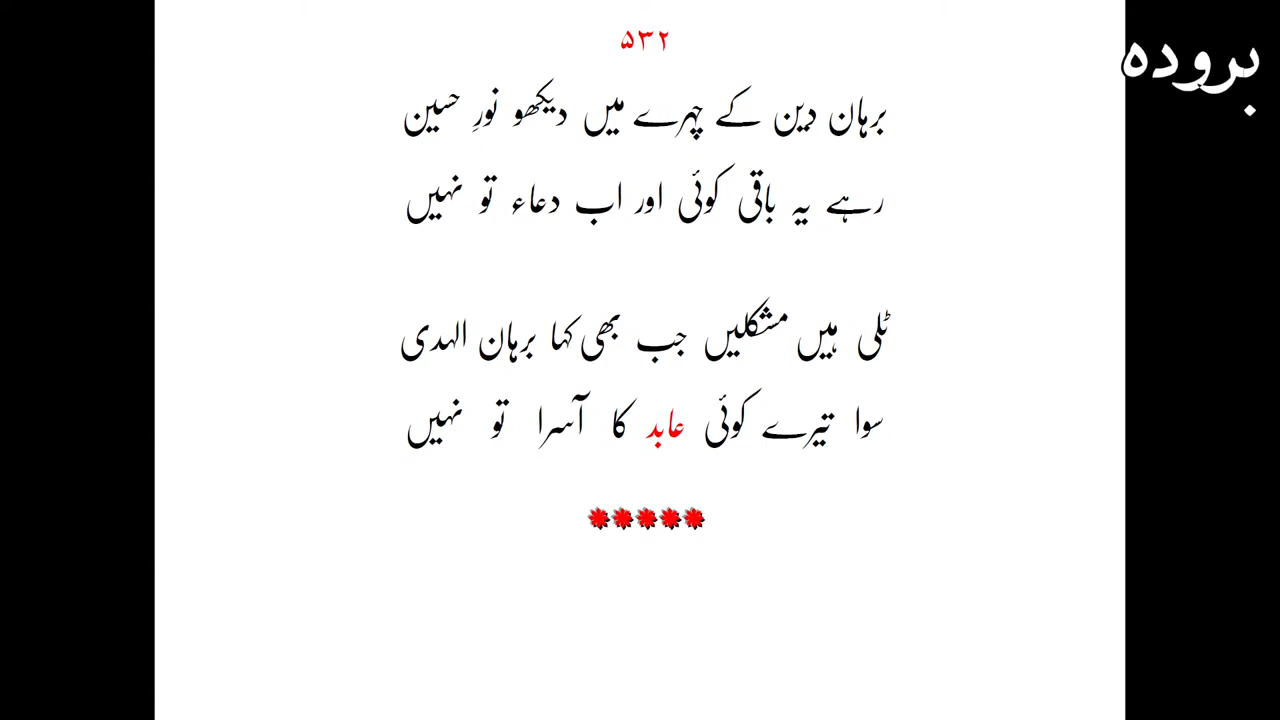 ۵۳۲
برودہ
برہان دین کے چہرے میں دیکھو نورِ حسین
رہے یہ باقی کوئی اور اب دعاء تو نہیں
ٹلی ہیں مشکلیں جب بھی کہا برہان الہدی
سوا تیرے کوئی عابد کا آسرا تو نہیں